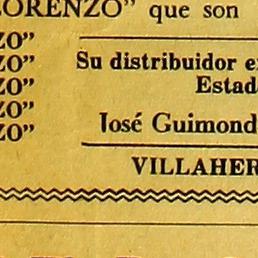 LORENZO” que son
ZO”
Su distribuidor e
ZO”
Estad
ZO”
ZO”
José Guimond
ZO”
VILLAHER